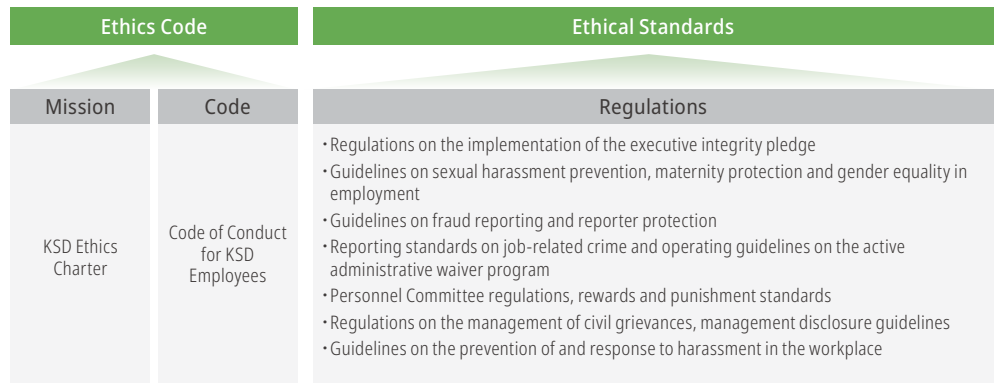 Ethics Code
Ethical Standards
Mission
Code
Regulations
KSD Ethics
Charter
Code of Conduct
for KSD
Employees
・Regulations on the implementation of the executive integrity pledge
・Guidelines on sexual harassment prevention, maternity protection and gender equality in
employment
・Guidelines on fraud reporting and reporter protection
・Reporting standards on job-related crime and operating guidelines on the active
administrative waiver program
・Personnel Committee regulations, rewards and punishment standards
・Regulations on the management of civil grievances, management disclosure guidelines
・Guidelines on the prevention of and response to harassment in the workplace